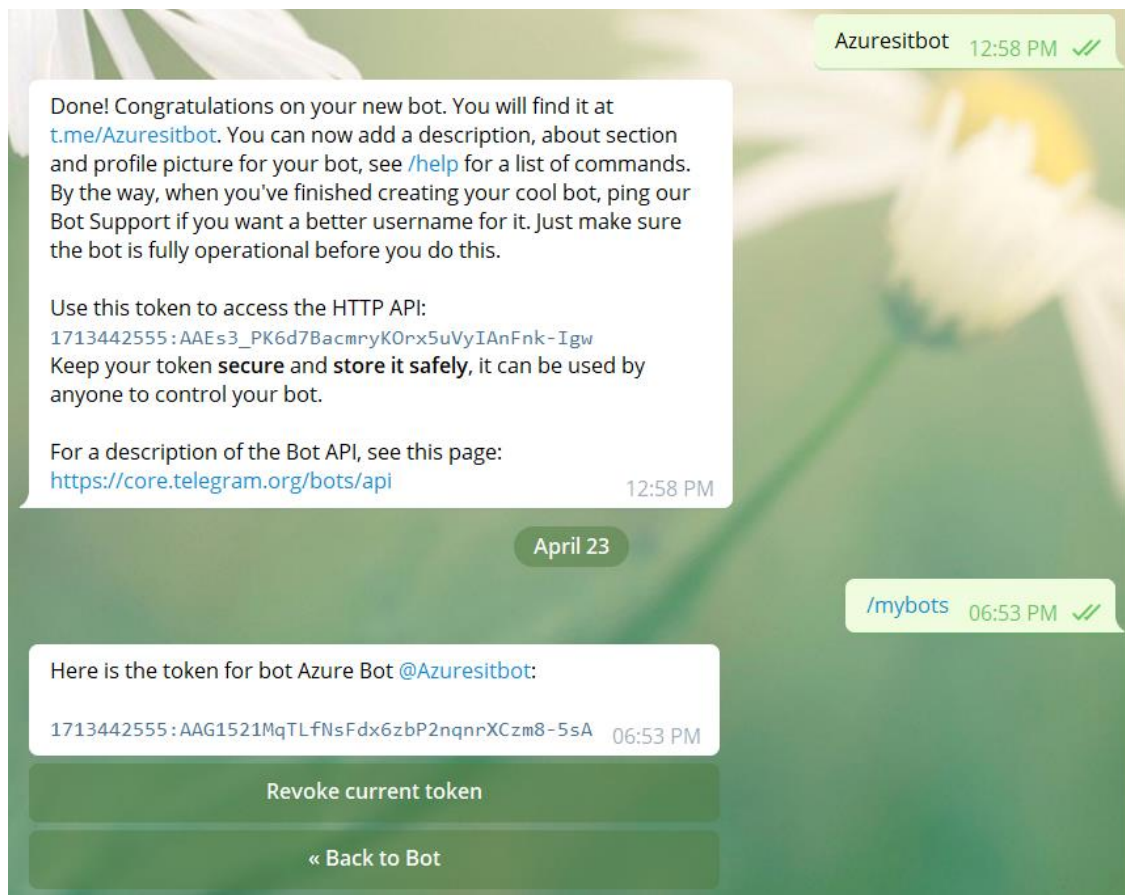 Azuresitbot 12:58 PM
Done! Congratulations on your new bot. You will find it at
t.me/Azuresitbot. You can now add a description, about section
and profile picture for your bot, see /help for a list of commands.
By the way, when you've finished creating your cool bot, ping our
Bot Support if you want a better username for it. Just make sure
the bot is fully operational before you do this.
Use this token to access the HTTP API:
1713442555:AAEs3_PK6d7BacmryKOrx5uVyIAnFnk-Igw
Keep your token secure and store it safely, it can be used by
anyone to control your bot.
For a description of the Bot API, see this page:
https://core.telegram.org/bots/api 12:58 PM
April 23
/mybots 06:53 PM
Here is the token for bot Azure Bot @Azuresitbot:
1713442555:AAG1521MqTLfNsFdx6zbP2nqnrXCzm8-5sA 06:53 PM
Revoke current token
« Back to Bot